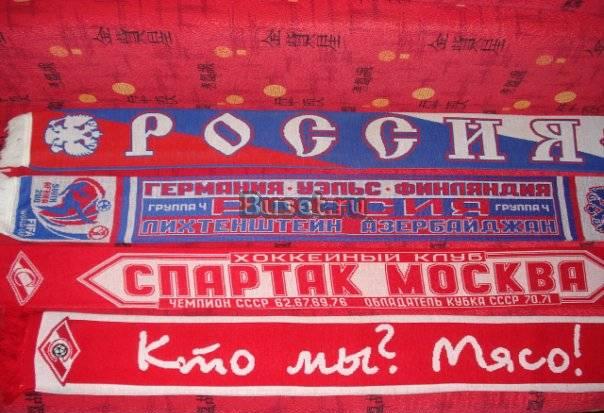 РОССИЯ
ГЕРМАНИЯ · УЭЛЬС · ФИНЛЯНДИЯ
ГРУППА 4 РОССИЯ ГРУППА 4
ЛИХТЕНШТЕЙН АЗЕРБАЙДЖАН
FIFA
ХОККЕЙНЫЙ КЛУБ
СПАРТАК МОСКВА
ЧЕМПИОН СССР 62,67,69,76 ОБЛАДАТЕЛЬ КУБКА СССР 70,71
Кто мы? Мясо!